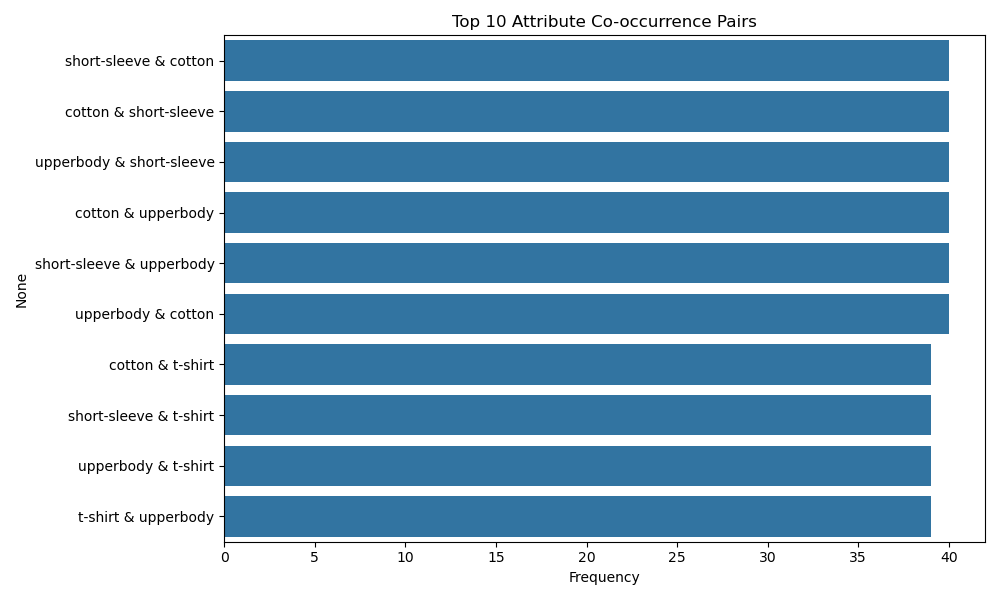 Top 10 Attribute Co-occurrence Pairs
short-sleeve & cotton
cotton & short-sleeve
upperbody & short-sleeve
cotton & upperbody
short-sleeve & upperbody
upperbody & cotton
cotton & t-shirt
short-sleeve & t-shirt
upperbody & t-shirt
t-shirt & upperbody
None
0 5 10 15 20 25 30 35 40
Frequency